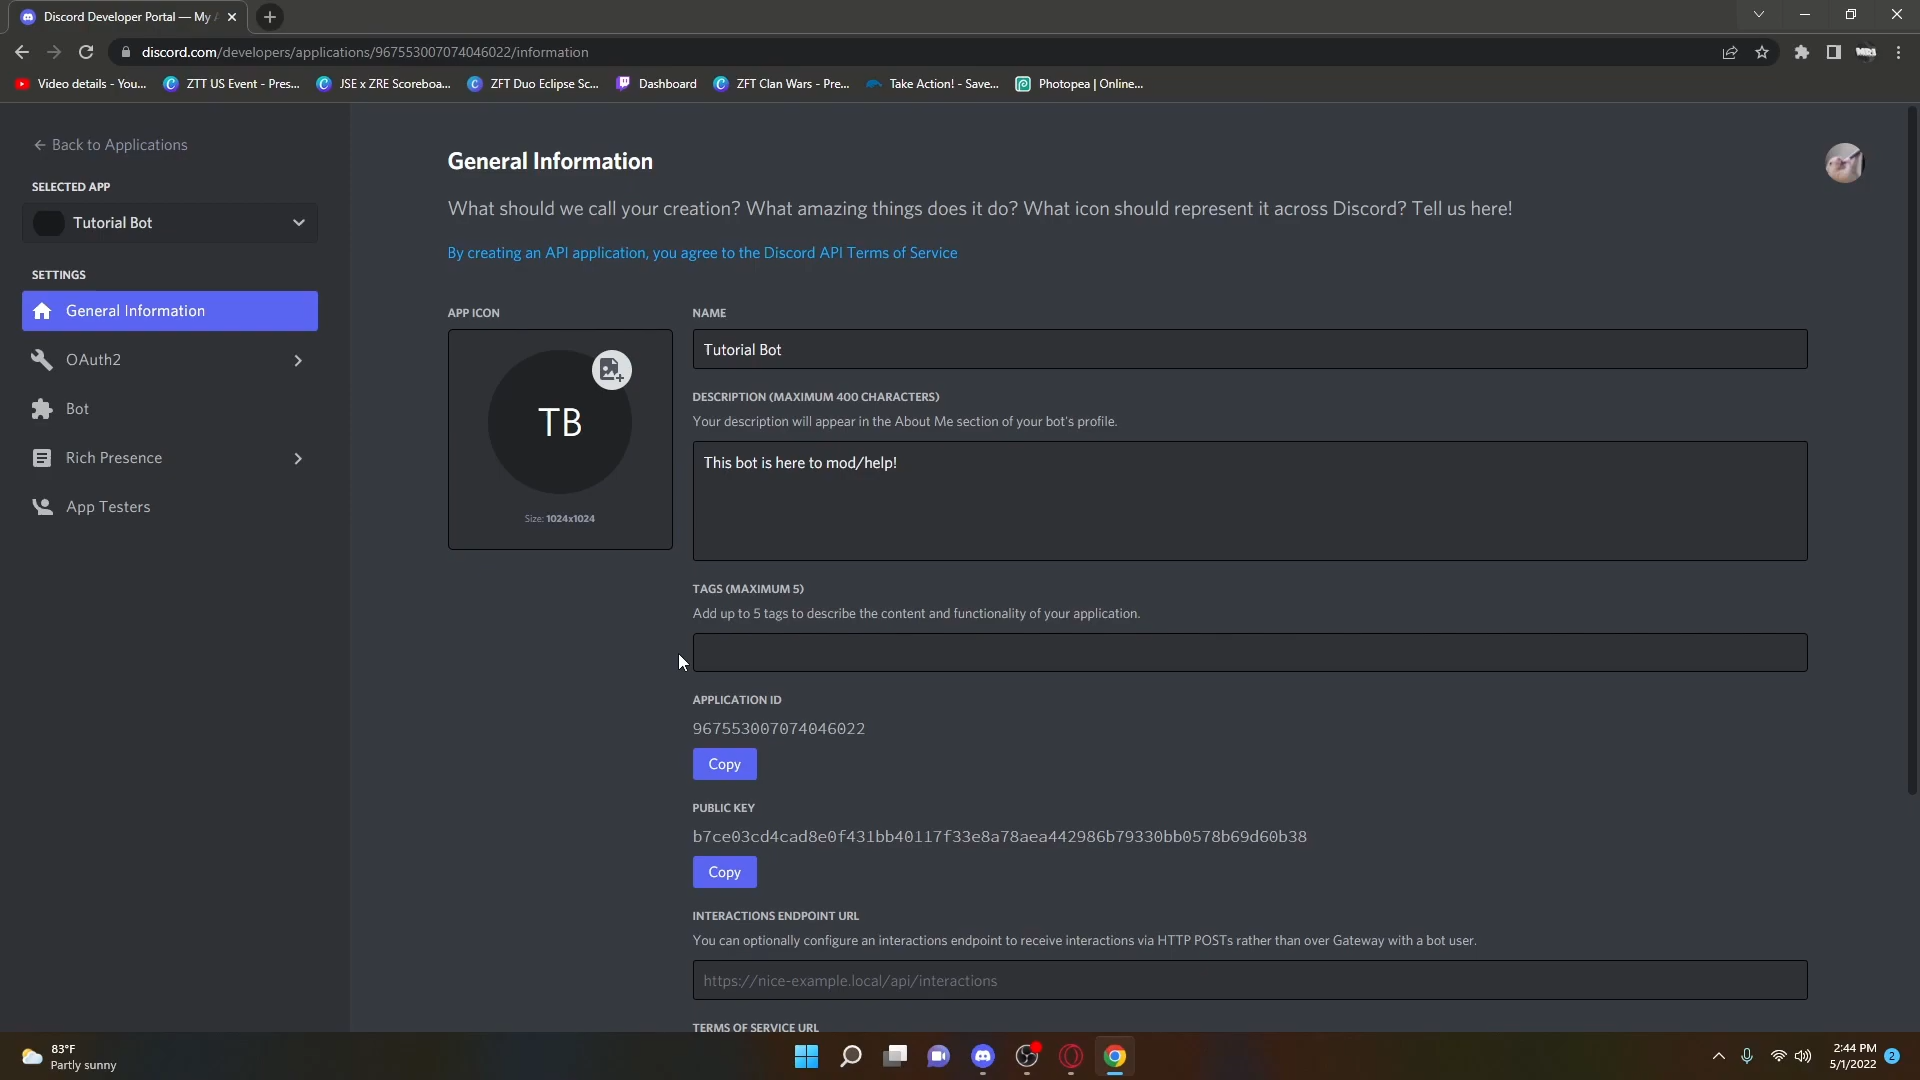 Discord Developer Portal — My A
discord.com/developers/applications/967553007074046022/information
Video details - You...
ZTT US Event - Pres...
JSE x ZRE Scoreboa...
ZFT Duo Eclipse Sc...
Dashboard
ZFT Clan Wars - Pre...
Take Action! - Save...
Photopea | Online...
Back to Applications
SELECTED APP
Tutorial Bot
SETTINGS
General Information
OAuth2
Bot
Rich Presence
App Testers
General Information
What should we call your creation? What amazing things does it do? What icon should represent it across Discord? Tell us here!
By creating an API application, you agree to the Discord API Terms of Service
APP ICON
TB
Size: 1024x1024
NAME
Tutorial Bot
DESCRIPTION (MAXIMUM 400 CHARACTERS)
Your description will appear in the About Me section of your bot's profile.
This bot is here to mod/help!
TAGS (MAXIMUM 5)
Add up to 5 tags to describe the content and functionality of your application.
APPLICATION ID
967553007074046022
Copy
PUBLIC KEY
b7ce03cd4cad8e0f431bb40117f33e8a78aea442986b79330bb0578b69d60b38
Copy
INTERACTIONS ENDPOINT URL
You can optionally configure an interactions endpoint to receive interactions via HTTP POSTs rather than over Gateway with a bot user.
https://nice-example.local/api/interactions
TERMS OF SERVICE URL
83°F
Partly sunny
2:44 PM
5/1/2022
2